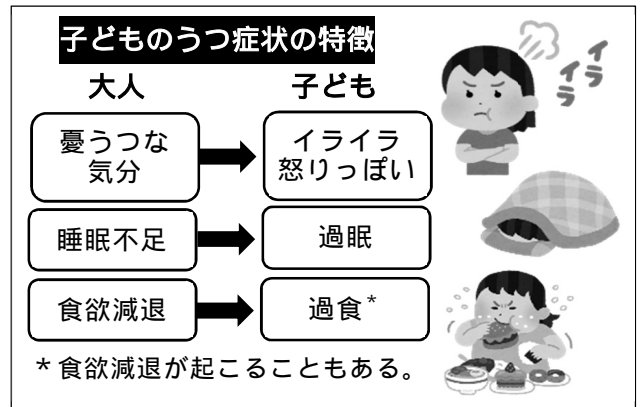 子どものうつ症状の特徴
大人
子ども
憂うつな
気分
イライラ
怒りっぽい
睡眠不足
過眠
食欲減退
過食*
*食欲減退が起こることもある。
イライラ